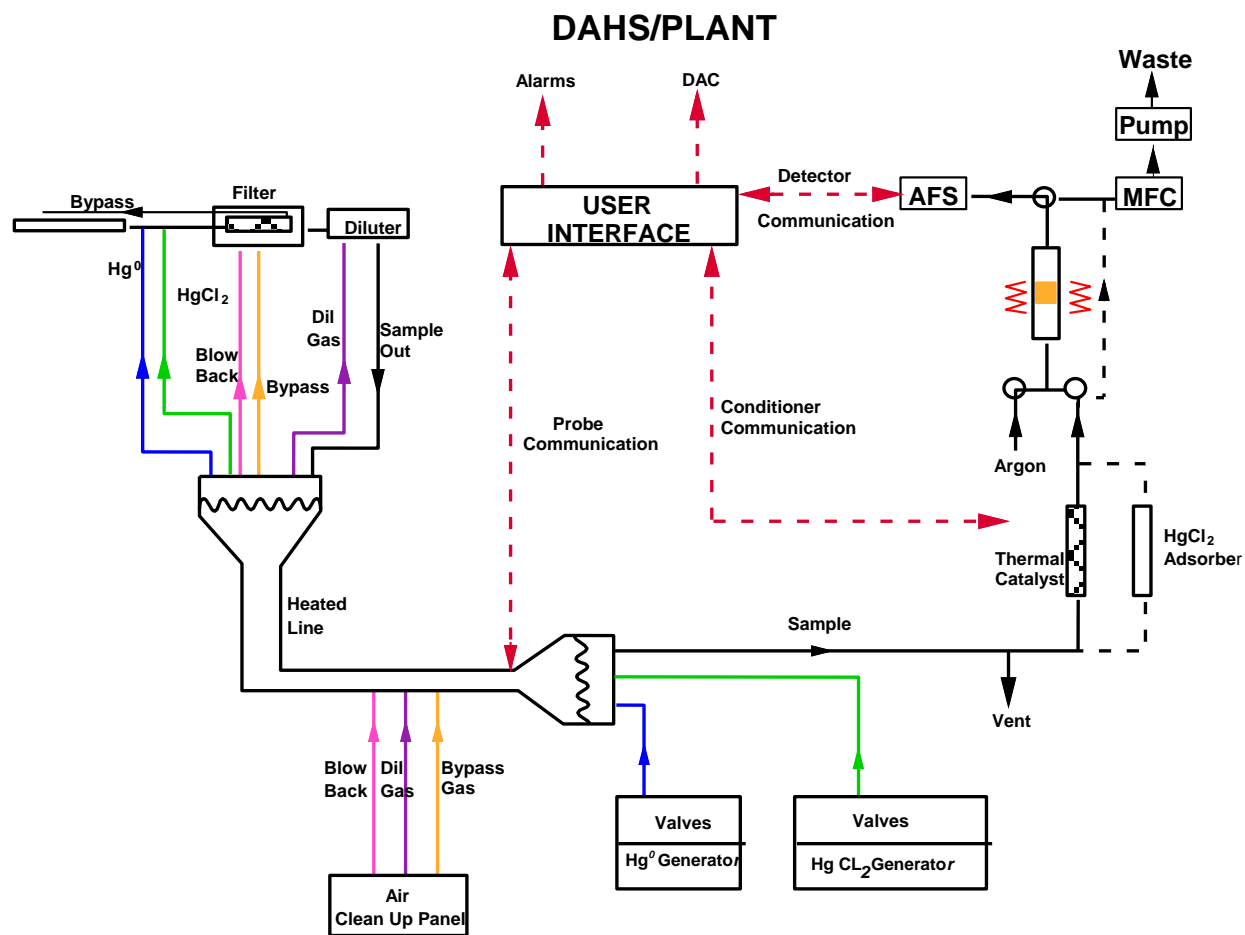 DAHS/PLANT
Alarms
DAC
Waste
Pump
MFC
AFS
Detector
Communication
USER
INTERFACE
Filter
Bypass
Diluter
Hg⁰
HgCl₂
Dil
Gas
Sample
Out
Blow
Back
Bypass
Probe
Communication
Conditioner
Communication
Argon
Thermal
Catalyst
HgCl₂
Adsorber
Heated
Line
Sample
Vent
Blow
Back
Dil
Gas
Bypass
Gas
Valves
Hg⁰ Generator
Valves
Hg CL₂Generator
Air
Clean Up Panel